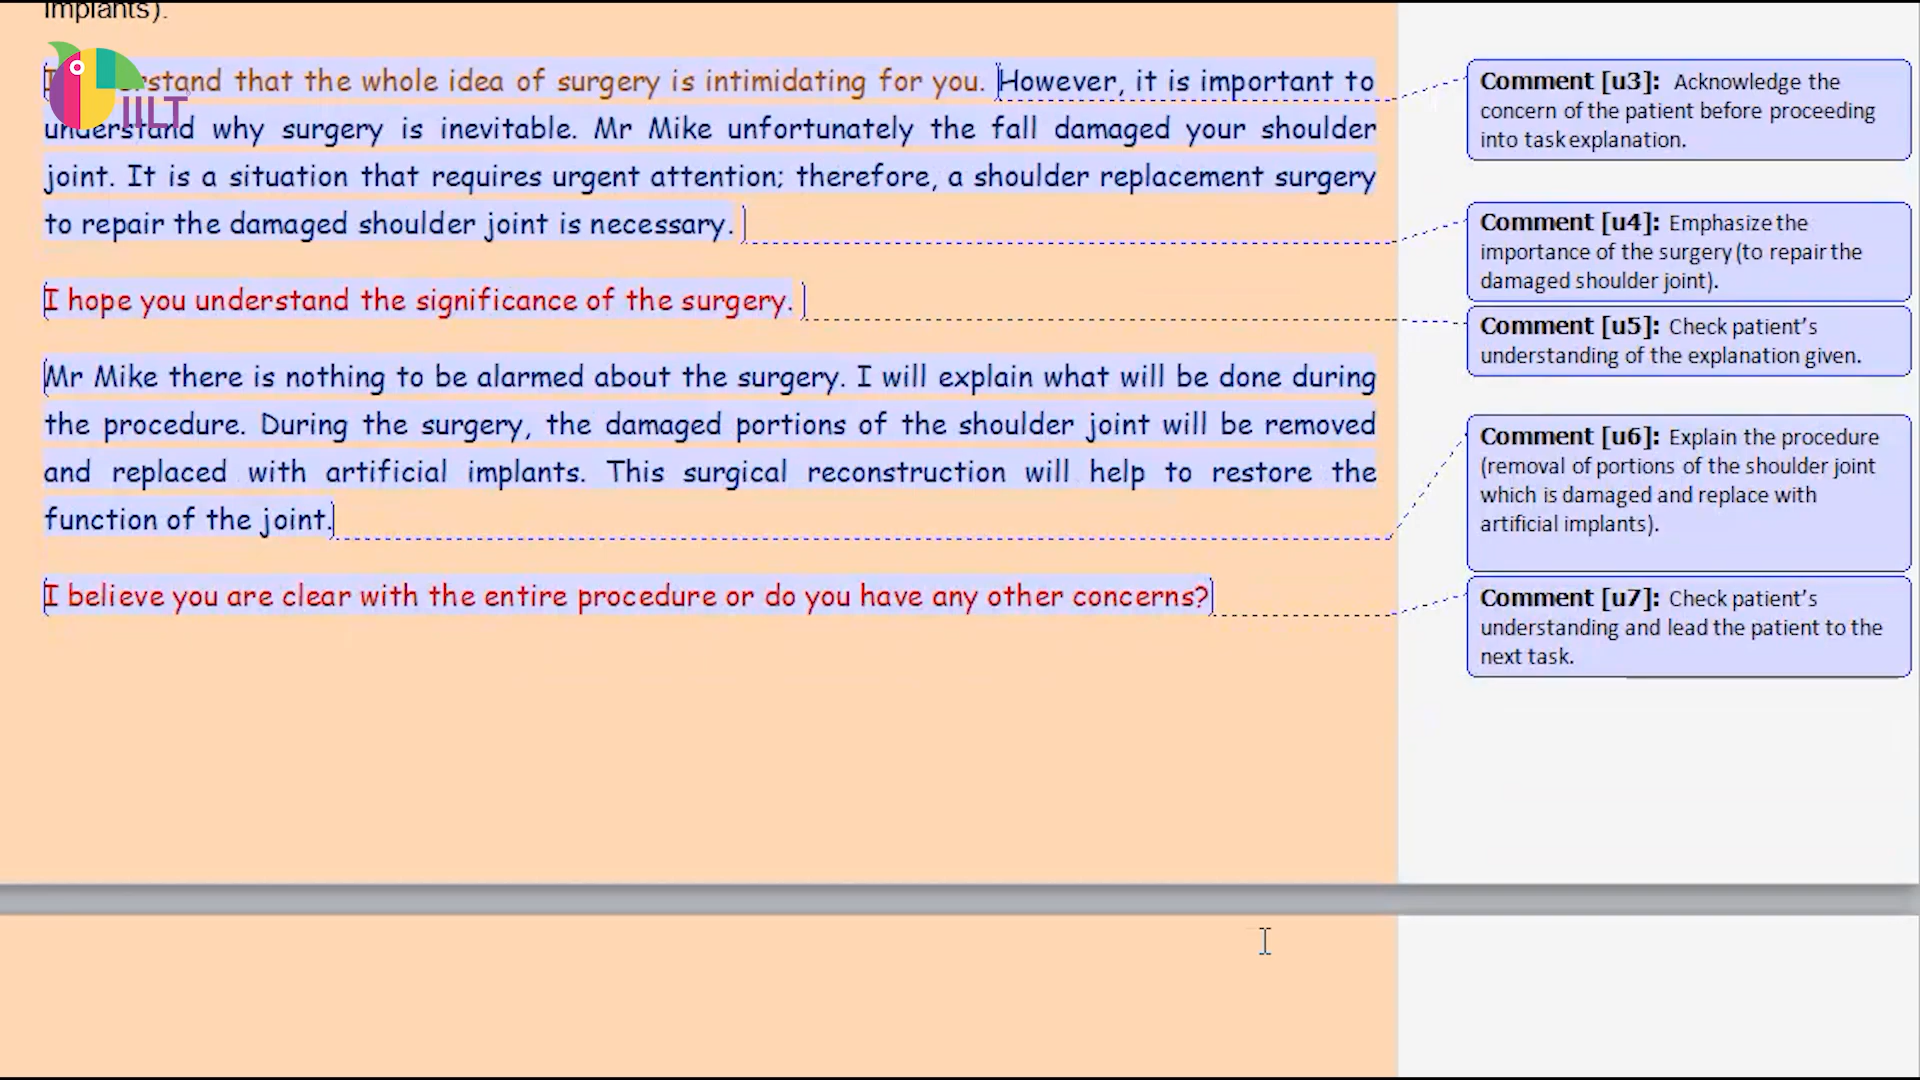 implants).
IILT
I understand that the whole idea of surgery is intimidating for you. However, it is important to
understand why surgery is inevitable. Mr Mike unfortunately the fall damaged your shoulder
joint. It is a situation that requires urgent attention; therefore, a shoulder replacement surgery
to repair the damaged shoulder joint is necessary.
I hope you understand the significance of the surgery.
Mr Mike there is nothing to be alarmed about the surgery. I will explain what will be done during
the procedure. During the surgery, the damaged portions of the shoulder joint will be removed
and replaced with artificial implants. This surgical reconstruction will help to restore the
function of the joint.
I believe you are clear with the entire procedure or do you have any other concerns?
Comment [u3]: Acknowledge the
concern of the patient before proceeding
into task explanation.
Comment [u4]: Emphasize the
importance of the surgery (to repair the
damaged shoulder joint).
Comment [u5]: Check patient's
understanding of the explanation given.
Comment [u6]: Explain the procedure
(removal of portions of the shoulder joint
which is damaged and replace with
artificial implants).
Comment [u7]: Check patient's
understanding and lead the patient to the
next task.